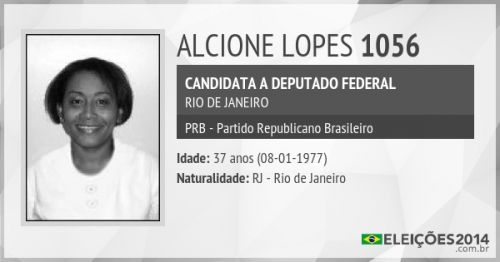 ALCIONE LOPES 1056
CANDIDATA A DEPUTADO FEDERAL
RIO DE JANEIRO
PRB - Partido Republicano Brasileiro
Idade: 37 anos (08-01-1977)
Naturalidade: RJ - Rio de Janeiro
ELEIÇÕES2014
.com.br